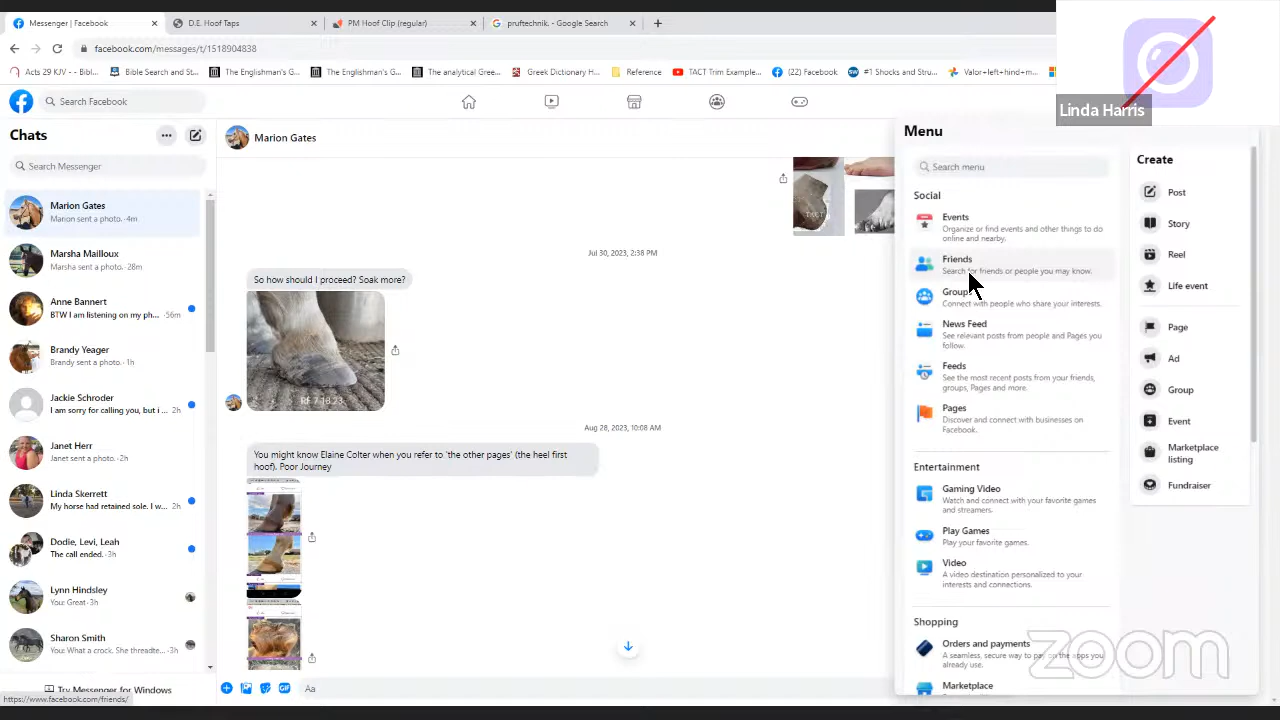 Messenger | Facebook
D.E. Hoof Taps
PM Hoof Clip (regular)
pruftechnik. - Google Search
facebook.com/messages/t/1518904838
Acts 29 KJV -- Bibl...
Bible Search and St...
The Englishman's G...
The Englishman's G...
The analytical Gree...
Greek Dictionary H...
Reference
TACT Trim Example...
(22) Facebook
#1 Shocks and Stru...
Valor+left+hind+m...
Linda Harris
Search Facebook
Chats
Search Messenger
Marion Gates
Marion sent a photo. · 4m
Marsha Mailloux
Marsha sent a photo. · 28m
Anne Bannert
BTW I am listening on my ph... · 56m
Brandy Yeager
Brandy sent a photo. · 1h
Jackie Schroder
I am sorry for calling you, but i ... 2h
Janet Herr
Janet sent a photo. · 2h
Linda Skerrett
My horse had retained sole. I w... 2h
Dodie, Levi, Leah
The call ended. · 3h
Lynn Hindsley
You: Great · 3h
Sharon Smith
You: What a crock. She threadte... · 3h
Try Messenger for Windows
https://www.facebook.com/friends/
Marion Gates
Jul 30, 2023, 2:38 PM
So how should I proceed? Soak more?
RF 7.18.23
Aug 28, 2023, 10:08 AM
You might know Elaine Colter when you refer to 'the other pages' (the heel first
hoof). Poor Journey
Aa
Menu
Search menu
Social
Events
Organize or find events and other things to do
online and nearby.
Friends
Search for friends or people you may know.
Groups
Connect with people who share your interests.
News Feed
See relevant posts from people and Pages you
follow.
Feeds
See the most recent posts from your friends,
groups, Pages and more.
Pages
Discover and connect with businesses on
Facebook.
Entertainment
Gaming Video
Watch and connect with your favorite games
and streamers.
Play Games
Play your favorite games.
Video
A video destination personalized to your
interests and connections.
Shopping
Orders and payments
A seamless, secure way to pay on the apps you
already use.
Marketplace
Create
Post
Story
Reel
Life event
Page
Ad
Group
Event
Marketplace
listing
Fundraiser
zoom